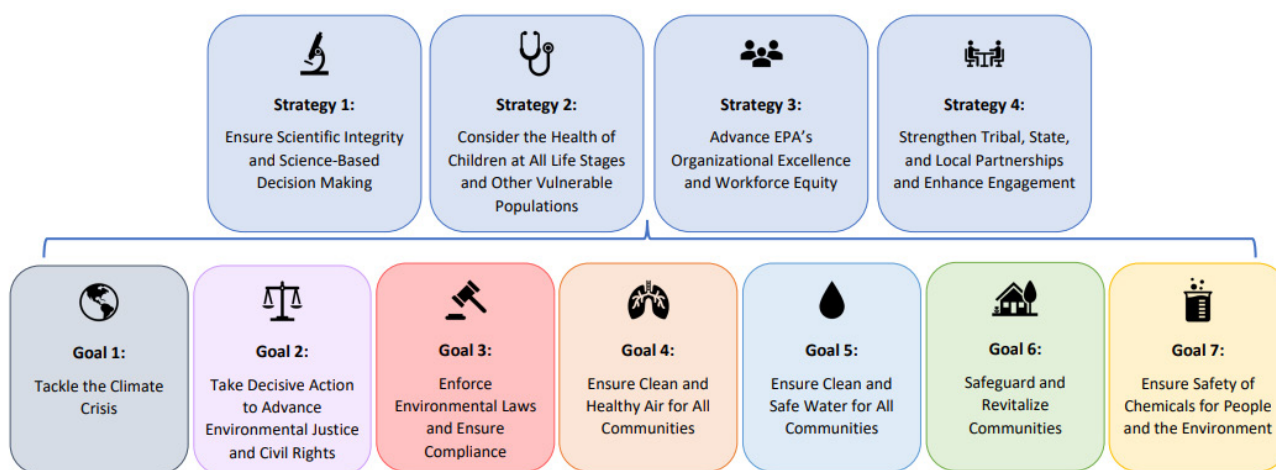 Strategy 1:
Ensure Scientific Integrity
and Science-Based
Decision Making
Strategy 2:
Consider the Health of
Children at All Life Stages
and Other Vulnerable
Populations
Strategy 3:
Advance EPA’s
Organizational Excellence
and Workforce Equity
Strategy 4:
Strengthen Tribal, State,
and Local Partnerships
and Enhance Engagement
Goal 1:
Tackle the Climate
Crisis
Goal 2:
Take Decisive Action
to Advance
Environmental Justice
and Civil Rights
Goal 3:
Enforce
Environmental Laws
and Ensure
Compliance
Goal 4:
Ensure Clean and
Healthy Air for All
Communities
Goal 5:
Ensure Clean and
Safe Water for All
Communities
Goal 6:
Safeguard and
Revitalize
Communities
Goal 7:
Ensure Safety of
Chemicals for People
and the Environment